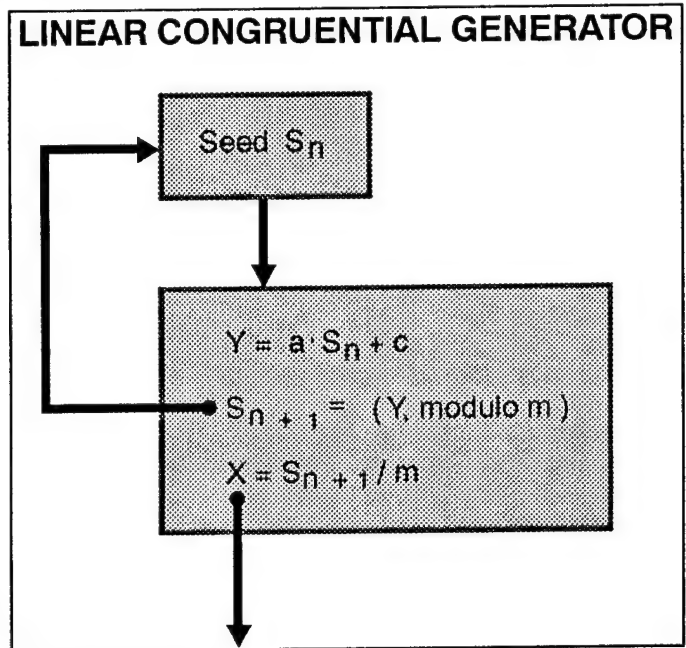 LINEAR CONGRUENTIAL GENERATOR
Seed Sn
Y = a · Sn + c
Sn + 1 = (Y, modulo m)
X = Sn + 1 / m